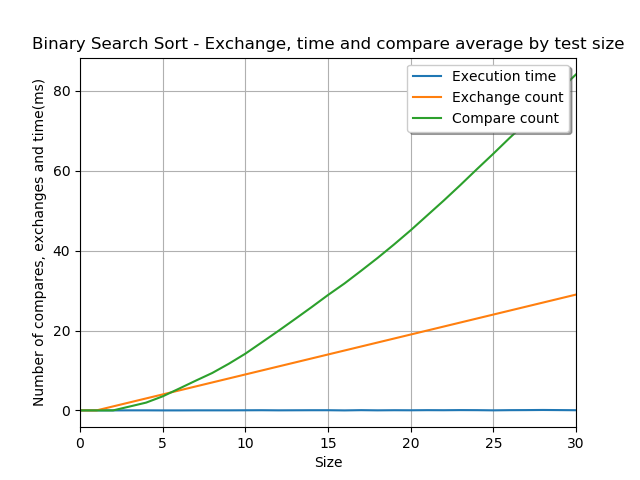 Binary Search Sort - Exchange, time and compare average by test size
Execution time
Exchange count
Compare count
Number of compares, exchanges and time(ms)
80
60
40
20
0
0 5 10 15 20 25 30
Size